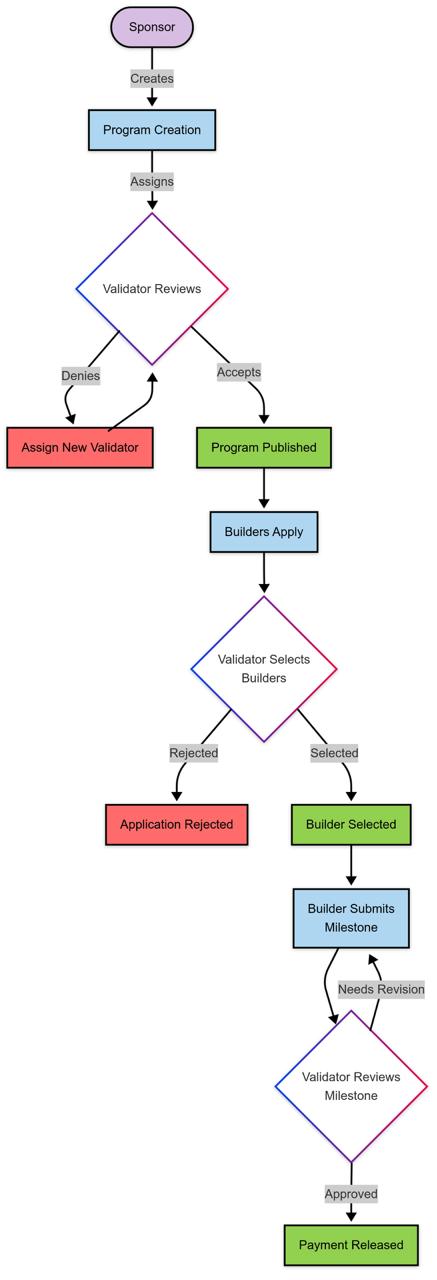 Sponsor
Creates
Program Creation
Assigns
Validator Reviews
Denies
Accepts
Assign New Validator
Program Published
Builders Apply
Validator Selects
Builders
Rejected
Selected
Application Rejected
Builder Selected
Builder Submits
Milestone
Needs Revision
Validator Reviews
Milestone
Approved
Payment Released